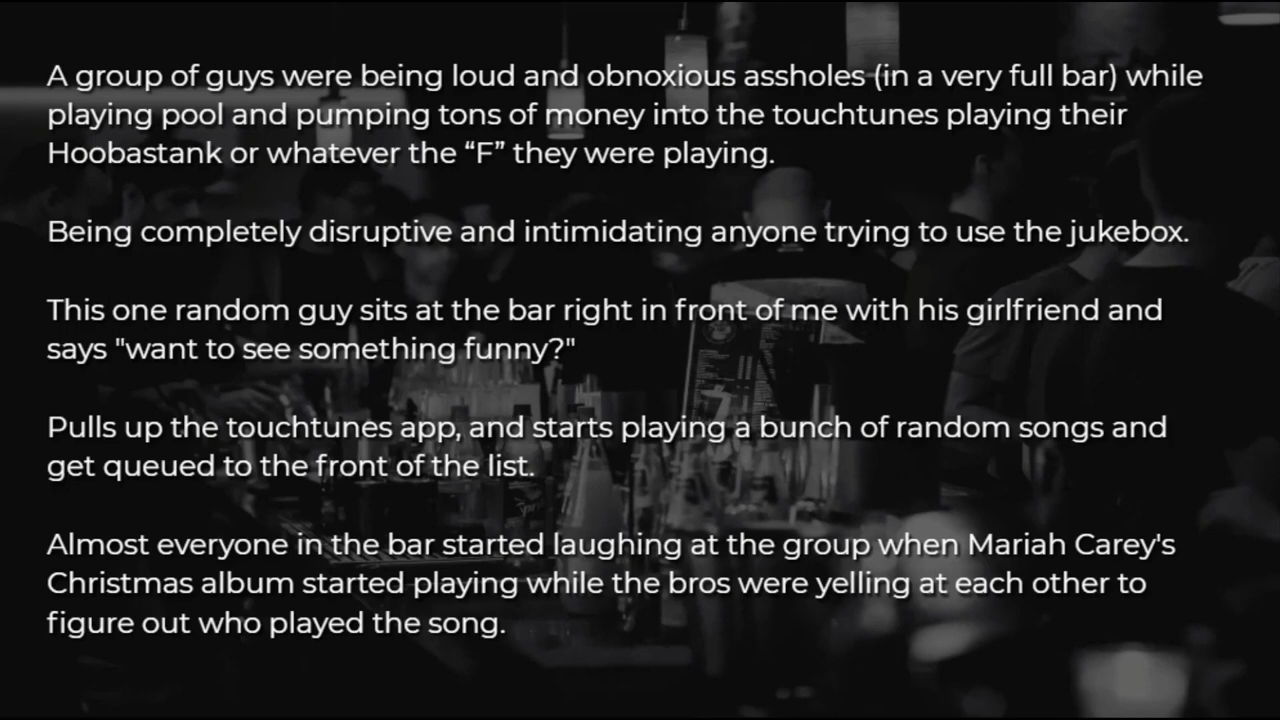 A group of guys were being loud and obnoxious assholes (in a very full bar) while
playing pool and pumping tons of money into the touchtunes playing their
Hoobastank or whatever the “F” they were playing.
Being completely disruptive and intimidating anyone trying to use the jukebox.
This one random guy sits at the bar right in front of me with his girlfriend and
says "want to see something funny?"
Pulls up the touchtunes app, and starts playing a bunch of random songs and
get queued to the front of the list.
Almost everyone in the bar started laughing at the group when Mariah Carey's
Christmas album started playing while the bros were yelling at each other to
figure out who played the song.